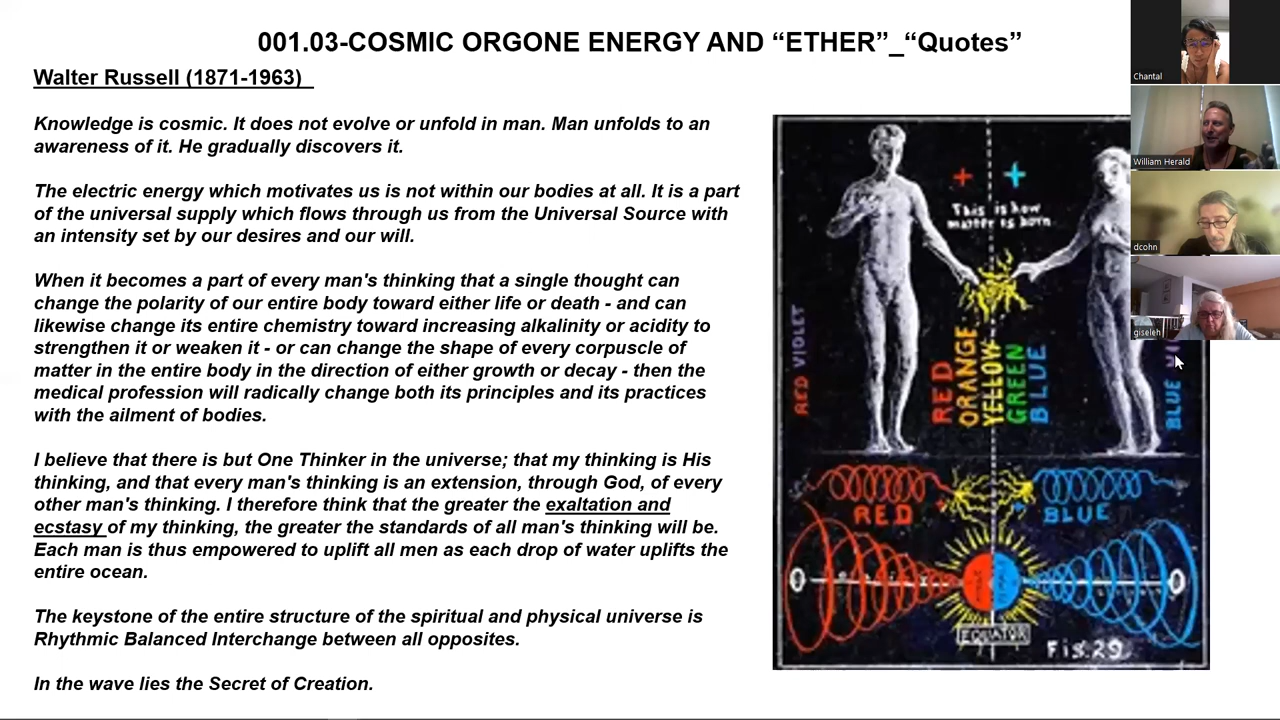 001.03-COSMIC ORGONE ENERGY AND “ETHER”_“Quotes”
Walter Russell (1871-1963)
Knowledge is cosmic. It does not evolve or unfold in man. Man unfolds to an
awareness of it. He gradually discovers it.
The electric energy which motivates us is not within our bodies at all. It is a part
of the universal supply which flows through us from the Universal Source with
an intensity set by our desires and our will.
When it becomes a part of every man's thinking that a single thought can
change the polarity of our entire body toward either life or death - and can
likewise change its entire chemistry toward increasing alkalinity or acidity to
strengthen it or weaken it - or can change the shape of every corpuscle of
matter in the entire body in the direction of either growth or decay - then the
medical profession will radically change both its principles and its practices
with the ailment of bodies.
I believe that there is but One Thinker in the universe; that my thinking is His
thinking, and that every man's thinking is an extension, through God, of every
other man's thinking. I therefore think that the greater the exaltation and
ecstasy of my thinking, the greater the standards of all man's thinking will be.
Each man is thus empowered to uplift all men as each drop of water uplifts the
entire ocean.
The keystone of the entire structure of the spiritual and physical universe is
Rhythmic Balanced Interchange between all opposites.
In the wave lies the Secret of Creation.
+ +
This is how
matter is born
RED VIOLET
RED
ORANGE
YELLOW
GREEN
BLUE
BLUE
RED
BLUE
0
0
EQUATOR
Fig.29.
Chantal
William Herald
dcohn
giseleh